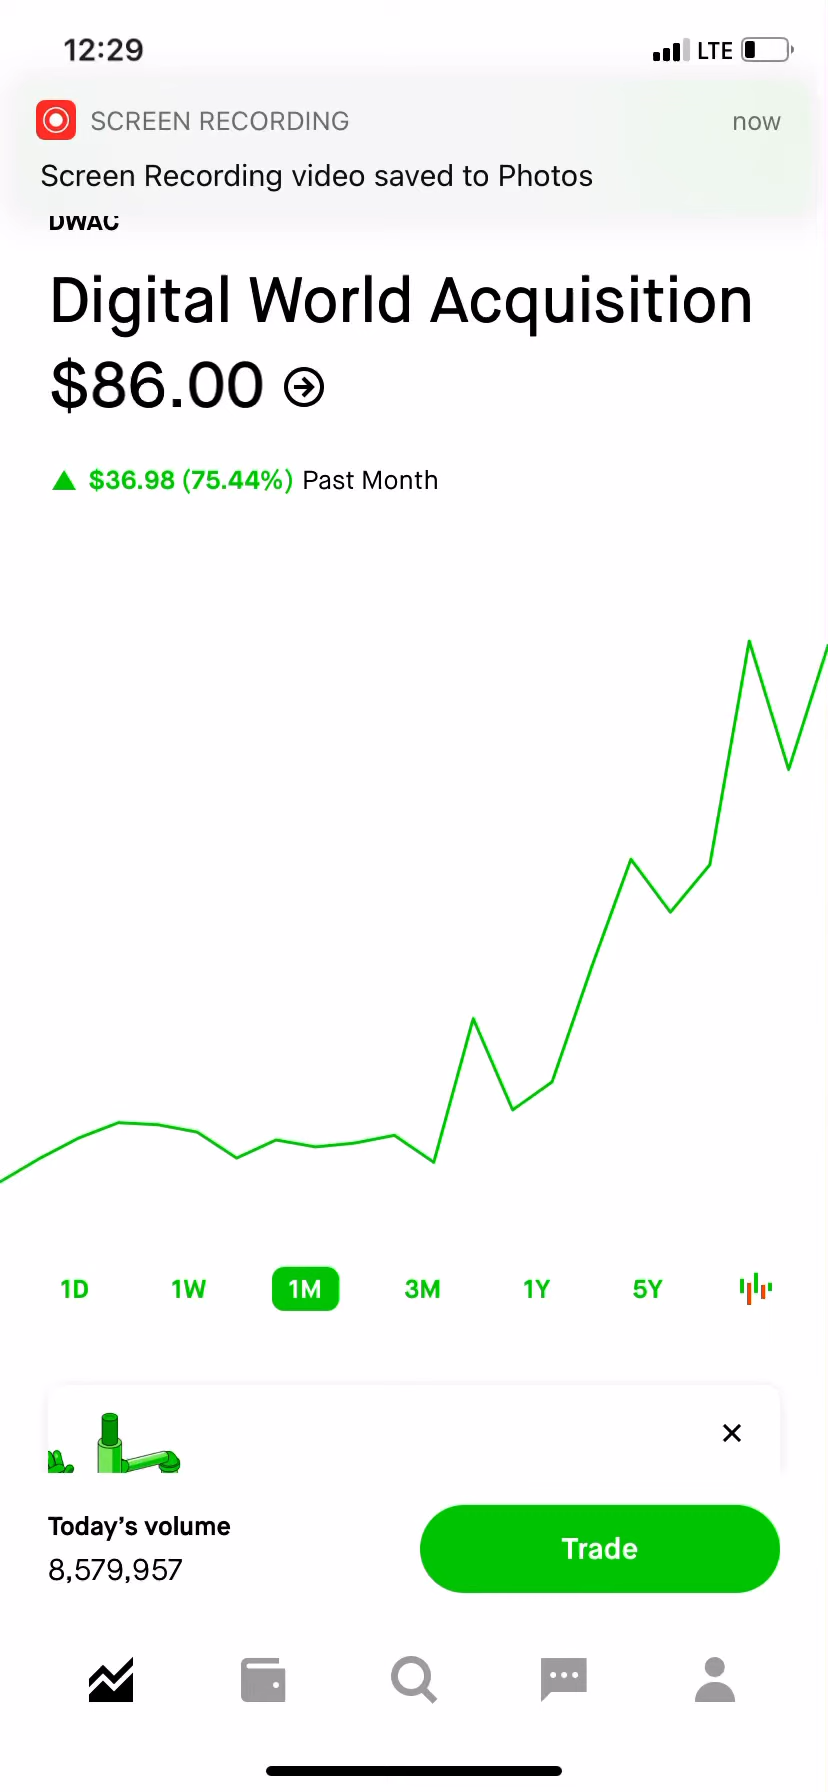 12:29
LTE
SCREEN RECORDING
now
Screen Recording video saved to Photos
DWAC
Digital World Acquisition
$86.00
$36.98 (75.44%) Past Month
1D 1W 1M 3M 1Y 5Y
Today's volume
8,579,957
Trade